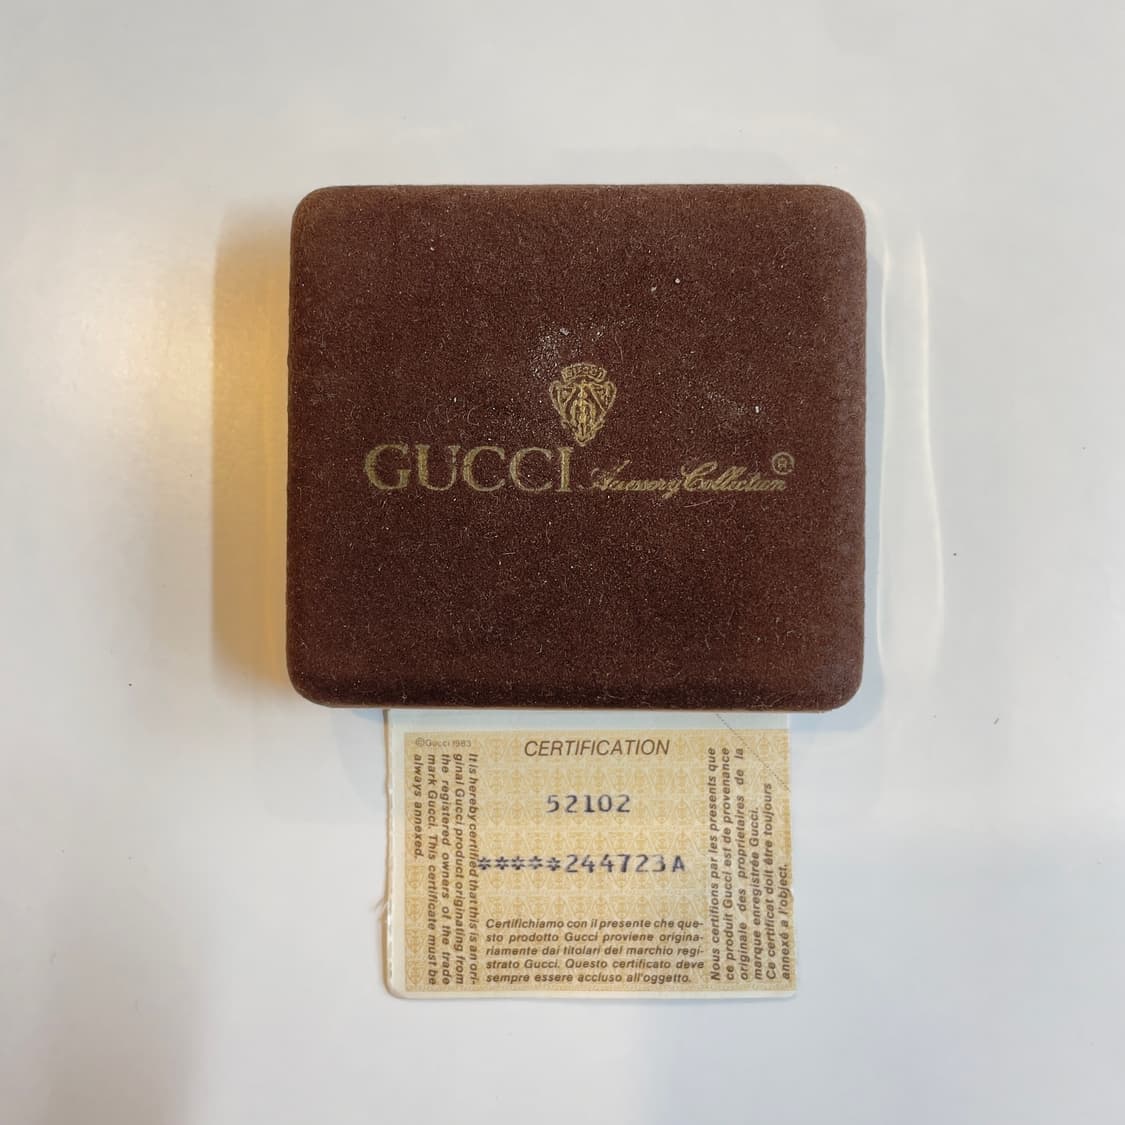 GUCCI
GUCCI Accessory Collection ®
©Gucci 1983
CERTIFICATION
52102
*****244723A
It is hereby certified that this is an ori-
ginal Gucci product originating from
the registered owners of the trade
mark Gucci. This certificate must be
always annexed.
Certifichiamo con il presente che que-
sto prodotto Gucci proviene origina-
riamente dai titolari del marchio regi-
strato Gucci. Questo certificato deve
sempre essere accluso all'oggetto.
Nous certifions par les presents que
ce produit Gucci est de provenance
originale des proprietaires de la
marque enregistrée Gucci.
Ce certificat doit être toujours
annexé a l'object.